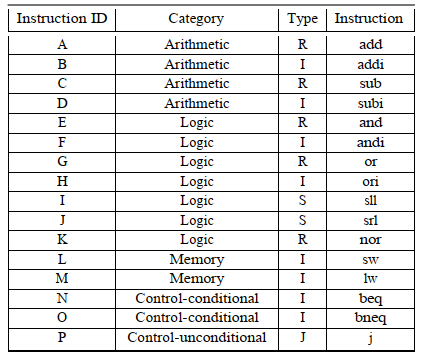 Instruction ID Category Type Instruction
A Arithmetic R add
B Arithmetic I addi
C Arithmetic R sub
D Arithmetic I subi
E Logic R and
F Logic I andi
G Logic R or
H Logic I ori
I Logic S sll
J Logic S srl
K Logic R nor
L Memory I sw
M Memory I lw
N Control-conditional I beq
O Control-conditional I bneq
P Control-unconditional J j